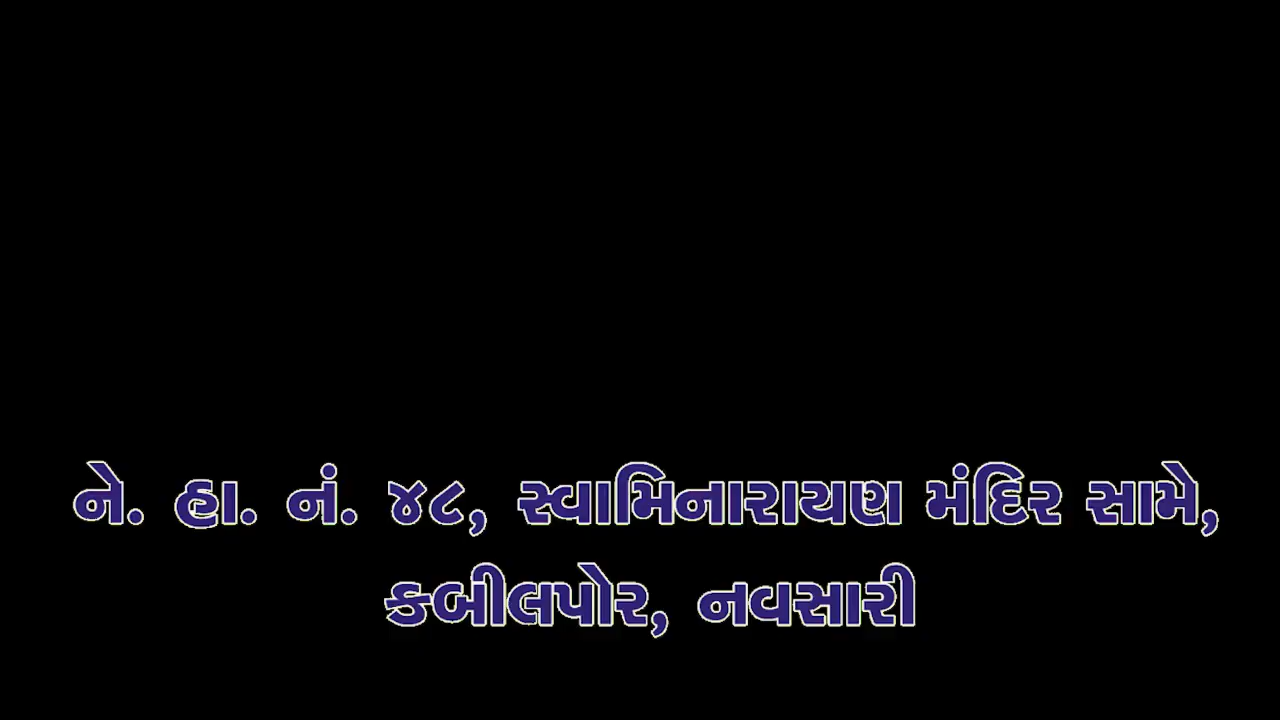 ને. હા. નં. ૪૮, સ્વામિનારાયણ મંદિર સામે,
કબીલપોર, નવસારી